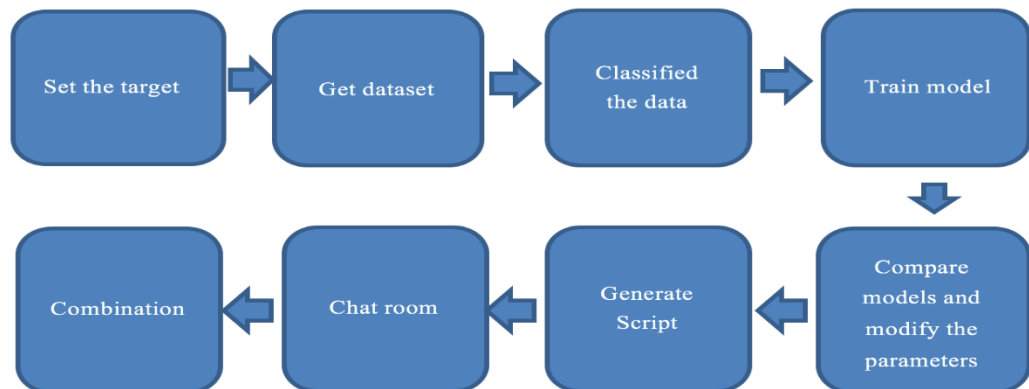 Set the target
Get dataset
Classified
the data
Train model
Compare
models and
modify the
parameters
Generate
Script
Chat room
Combination